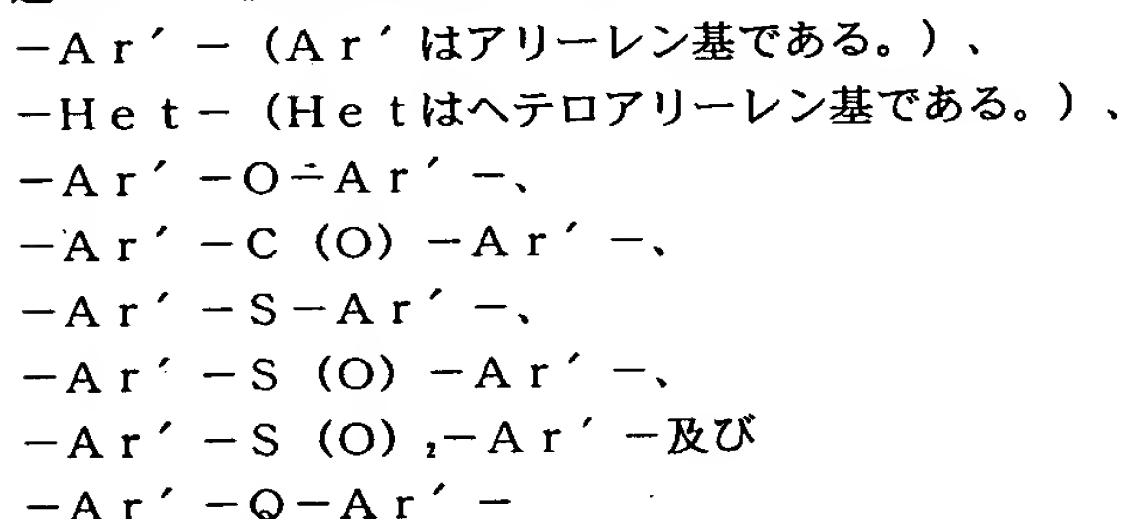 －Ａｒ′－（Ａｒ′はアリーレン基である。）、
－Ｈｅｔ－（Ｈｅｔはヘテロアリーレン基である。）、
－Ａｒ′－Ｏ－Ａｒ′－、
－Ａｒ′－Ｃ（Ｏ）－Ａｒ′－、
－Ａｒ′－Ｓ－Ａｒ′－、
－Ａｒ′－Ｓ（Ｏ）－Ａｒ′－、
－Ａｒ′－Ｓ（Ｏ）₂－Ａｒ′－及び
－Ａｒ′－Ｑ－Ａｒ′－